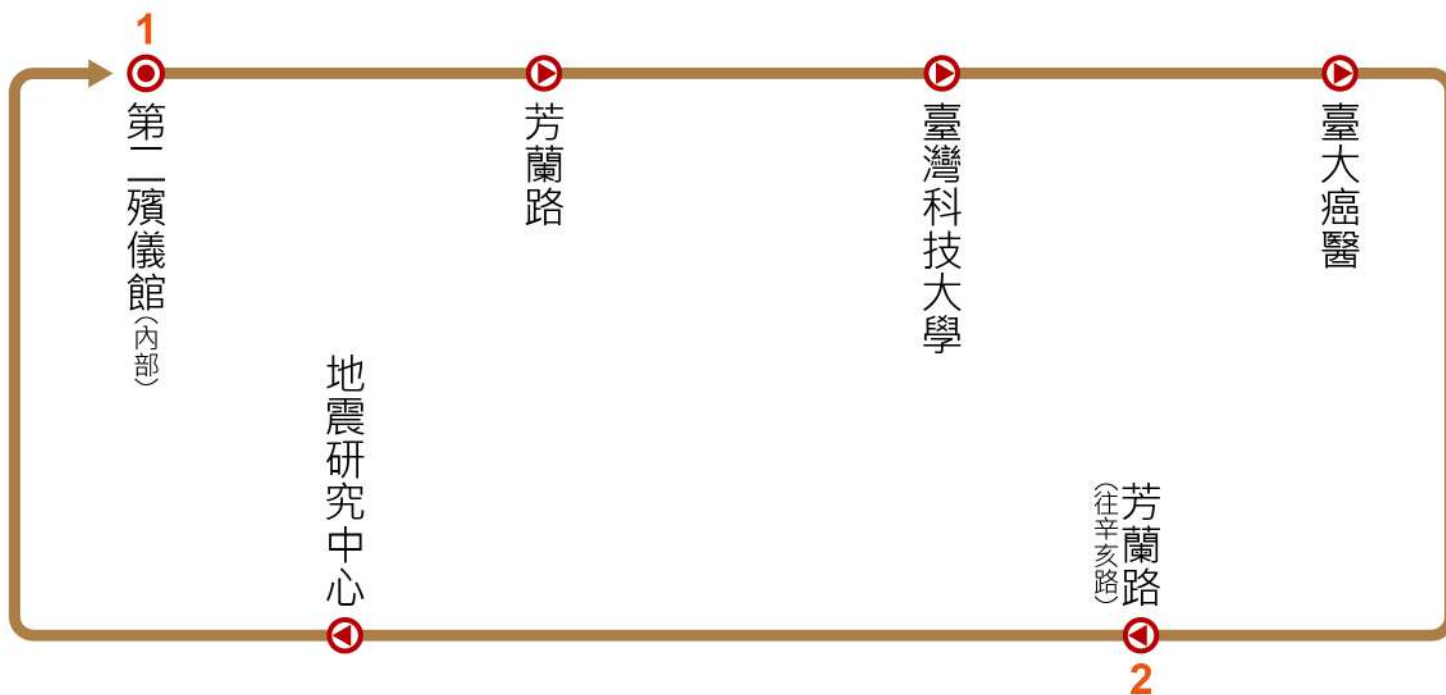 1
第二殯儀館(內部)
芳蘭路
臺灣科技大學
臺大癌醫
芳蘭路
(往辛亥路)
2
地震研究中心